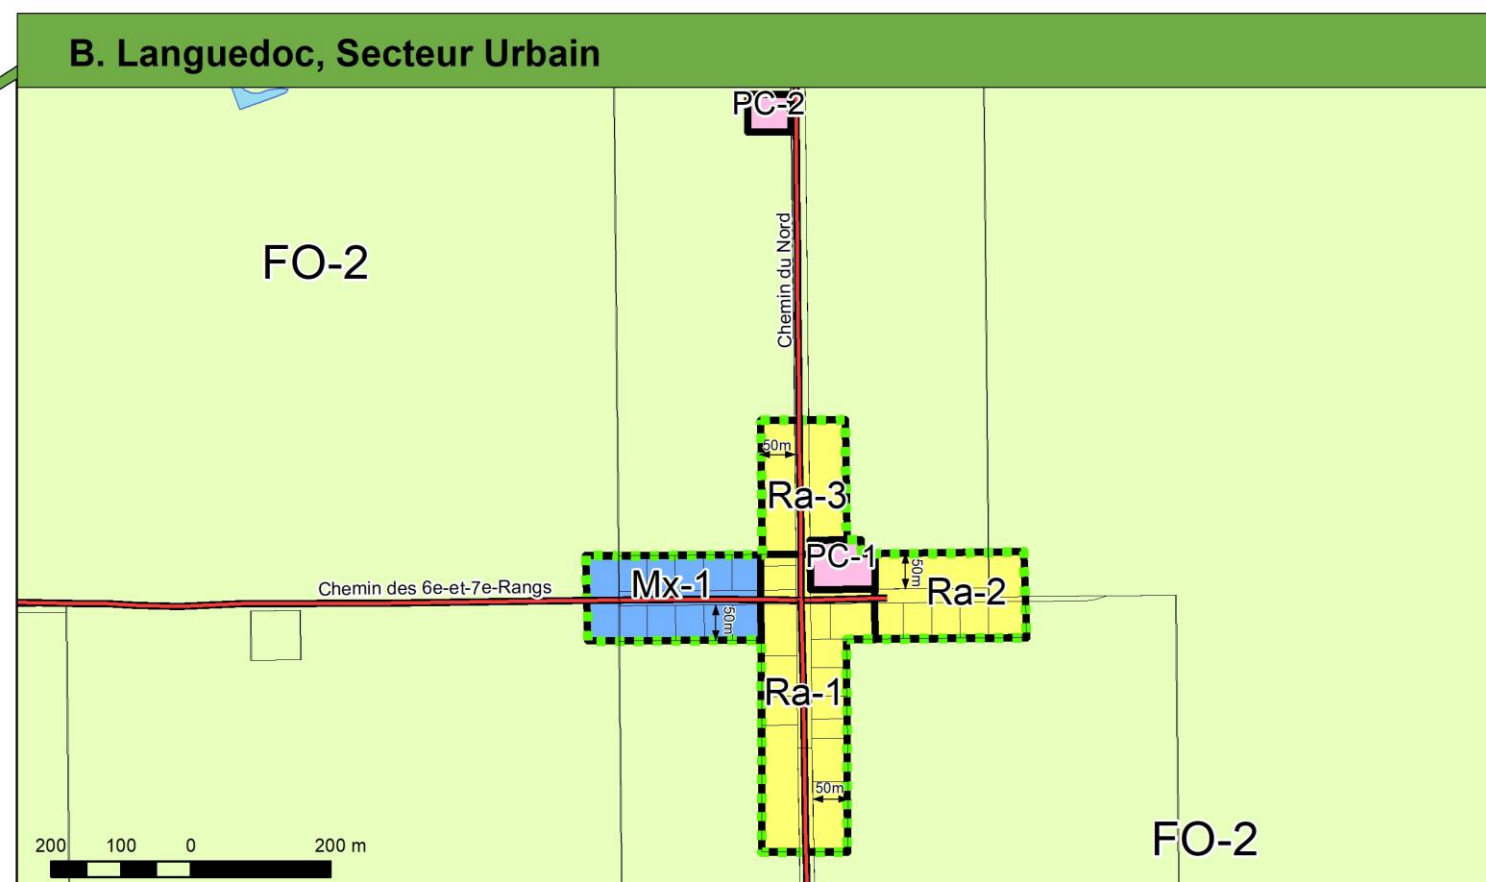 B. Languedoc, Secteur Urbain
PC-2
FO-2
Chemin du Nord
50m
Ra-3
PC-1
Chemin des 6e-et-7e-Rangs
Mx-1
50m
Ra-2
50m
Ra-1
50m
FO-2
200 100 0 200 m